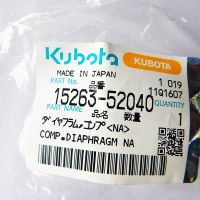 Kubota KUBOTA
MADE IN JAPAN 1 019
PART No. 品番 11Q1607
15263-52040 QUANTITY
PART NAME 品名 数量 1
ダイヤフラム,コンプ<NA>
COMP.DIAPHRAGM NA